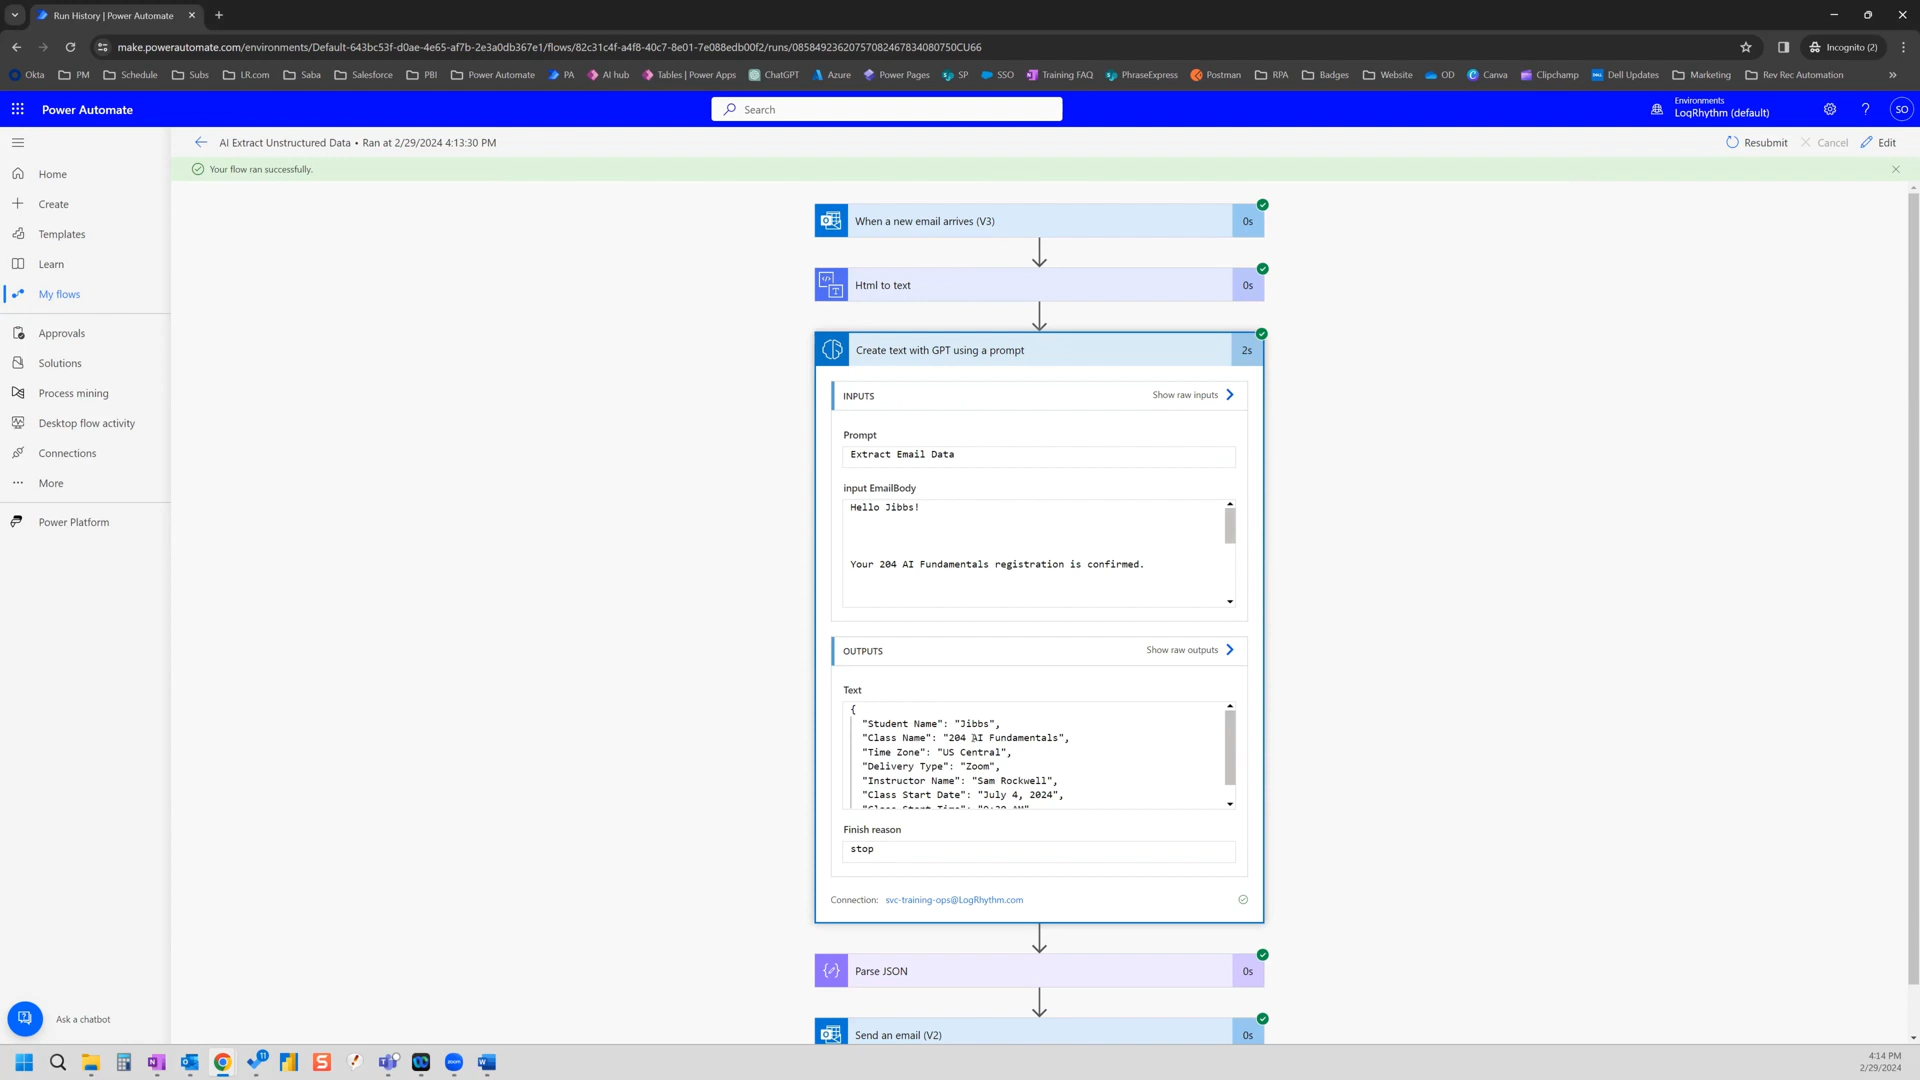 Run History | Power Automate
make.powerautomate.com/environments/Default-643bc53f-d0ae-4e65-af7b-2e3a0db367e1/flows/82c31c4f-a4f8-40c7-8e01-7e088edb00f2/runs/08584923620757082467834080750CU66
Incognito (2)
Okta
PM
Schedule
Subs
LR.com
Saba
Salesforce
PBI
Power Automate
PA
AI hub
Tables | Power Apps
ChatGPT
Azure
Power Pages
SP
SSO
Training FAQ
PhraseExpress
Postman
RPA
Badges
Website
OD
Canva
Clipchamp
Dell Updates
Marketing
Rev Rec Automation
Power Automate
Search
Environments
LogRhythm (default)
SO
AI Extract Unstructured Data • Ran at 2/29/2024 4:13:30 PM
Resubmit
Cancel
Edit
Your flow ran successfully.
Home
Create
Templates
Learn
My flows
Approvals
Solutions
Process mining
Desktop flow activity
Connections
More
Power Platform
Ask a chatbot
When a new email arrives (V3)
0s
Html to text
0s
Create text with GPT using a prompt
2s
INPUTS
Show raw inputs
Prompt
Extract Email Data
input EmailBody
Hello Jibbs!
Your 204 AI Fundamentals registration is confirmed.
OUTPUTS
Show raw outputs
Text
{
"Student Name": "Jibbs",
"Class Name": "204 AI Fundamentals",
"Time Zone": "US Central",
"Delivery Type": "Zoom",
"Instructor Name": "Sam Rockwell",
"Class Start Date": "July 4, 2024",
Finish reason
stop
Connection: svc-training-ops@LogRhythm.com
Parse JSON
0s
Send an email (V2)
0s
4:14 PM
2/29/2024